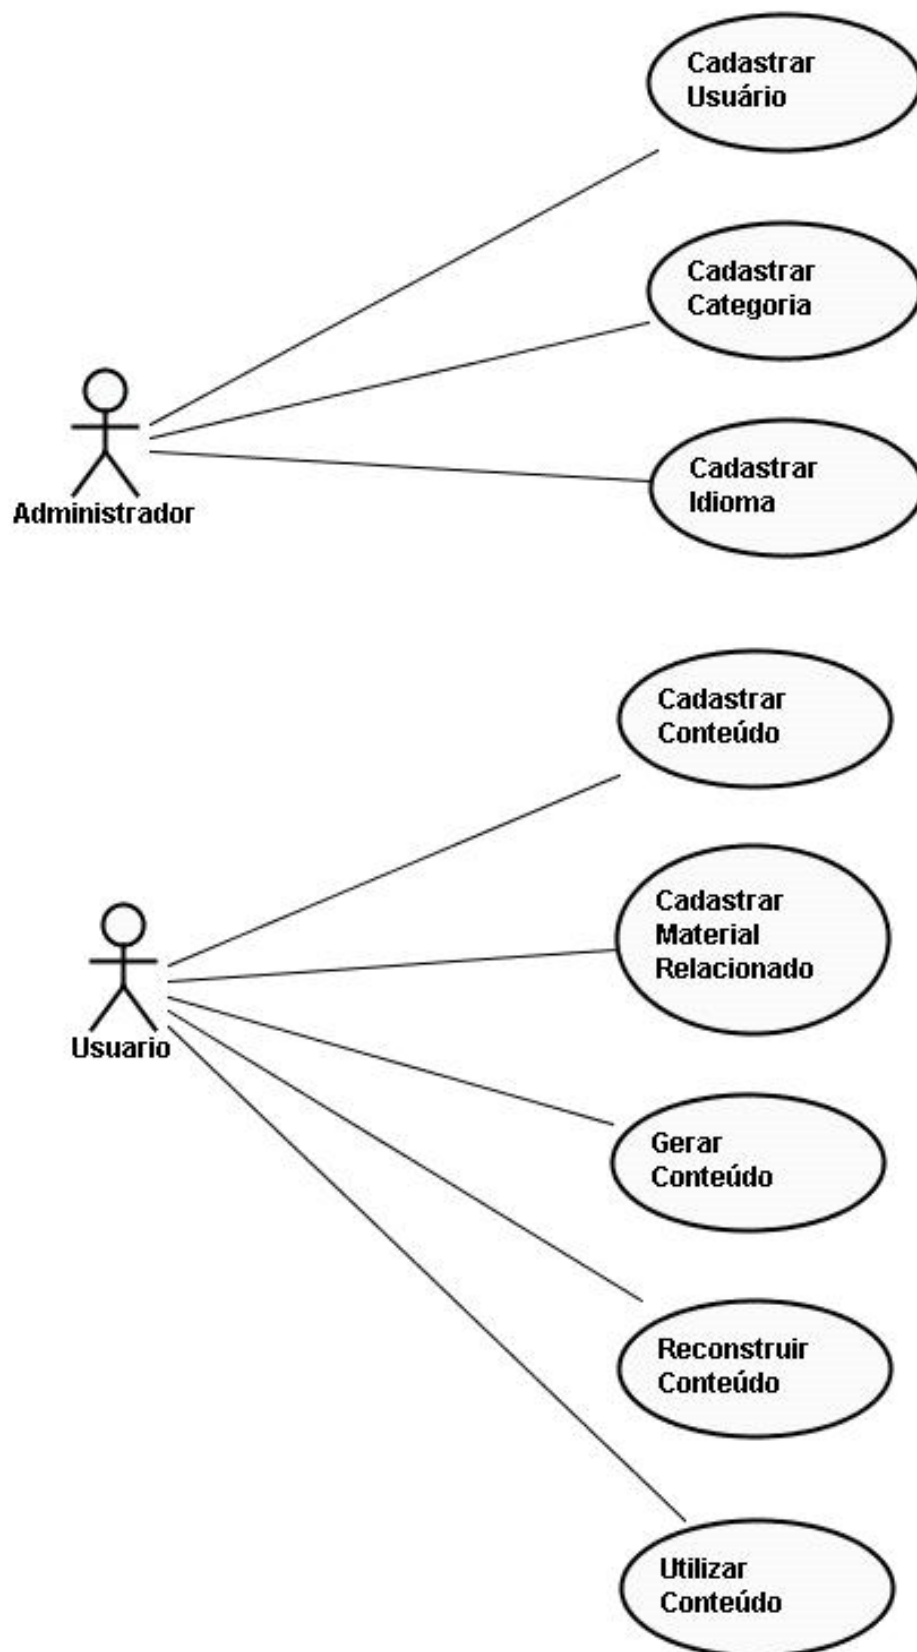 Cadastrar
Usuário
Cadastrar
Categoria
Cadastrar
Idioma
Administrador
Cadastrar
Conteúdo
Cadastrar
Material
Relacionado
Usuario
Gerar
Conteúdo
Reconstruir
Conteúdo
Utilizar
Conteúdo